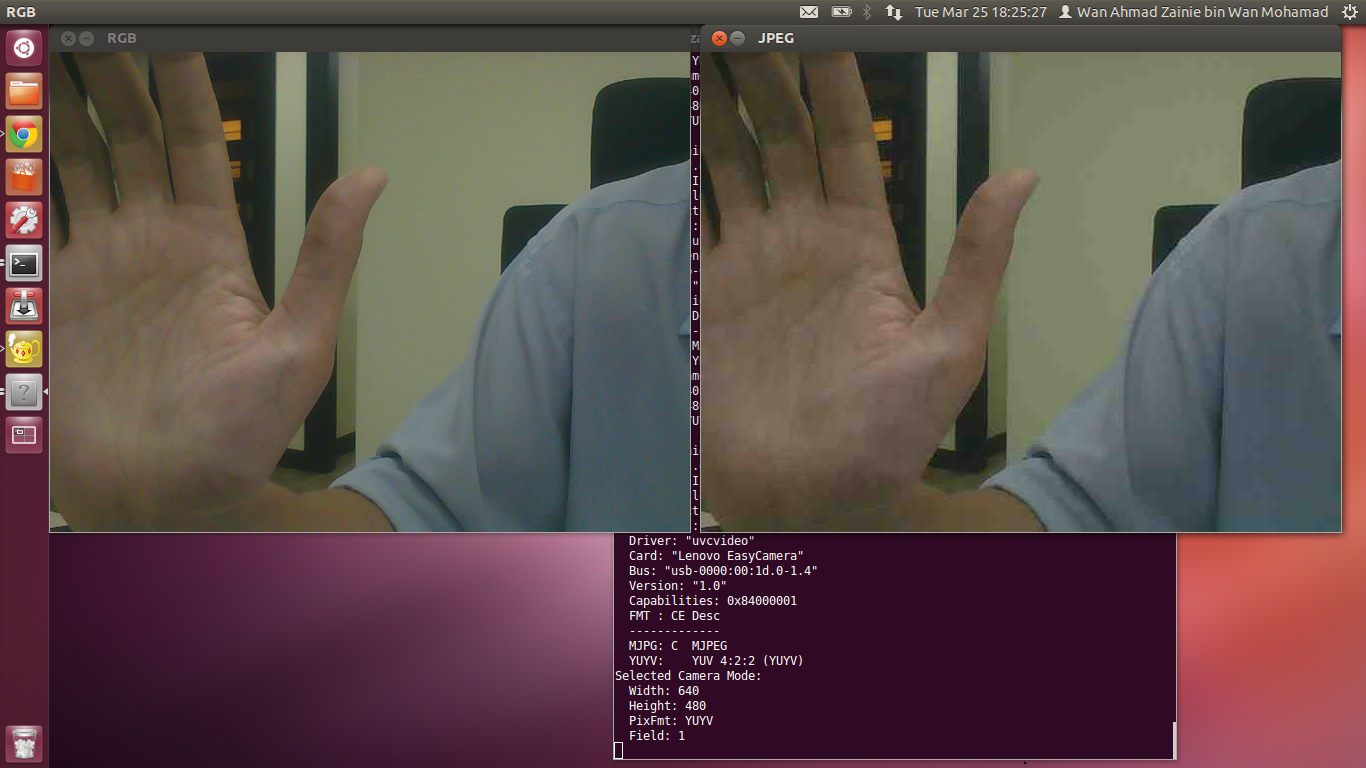 RGB
Tue Mar 25 18:25:27 Wan Ahmad Zainie bin Wan Mohamad
RGB
JPEG
Driver: "uvcvideo"
Card: "Lenovo EasyCamera"
Bus: "usb-0000:00:1d.0-1.4"
Version: "1.0"
Capabilities: 0x84000001
FMT : CE Desc
-------------
MJPG: C  MJPEG
YUYV:    YUV 4:2:2 (YUYV)
Selected Camera Mode:
Width: 640
Height: 480
PixFmt: YUYV
Field: 1